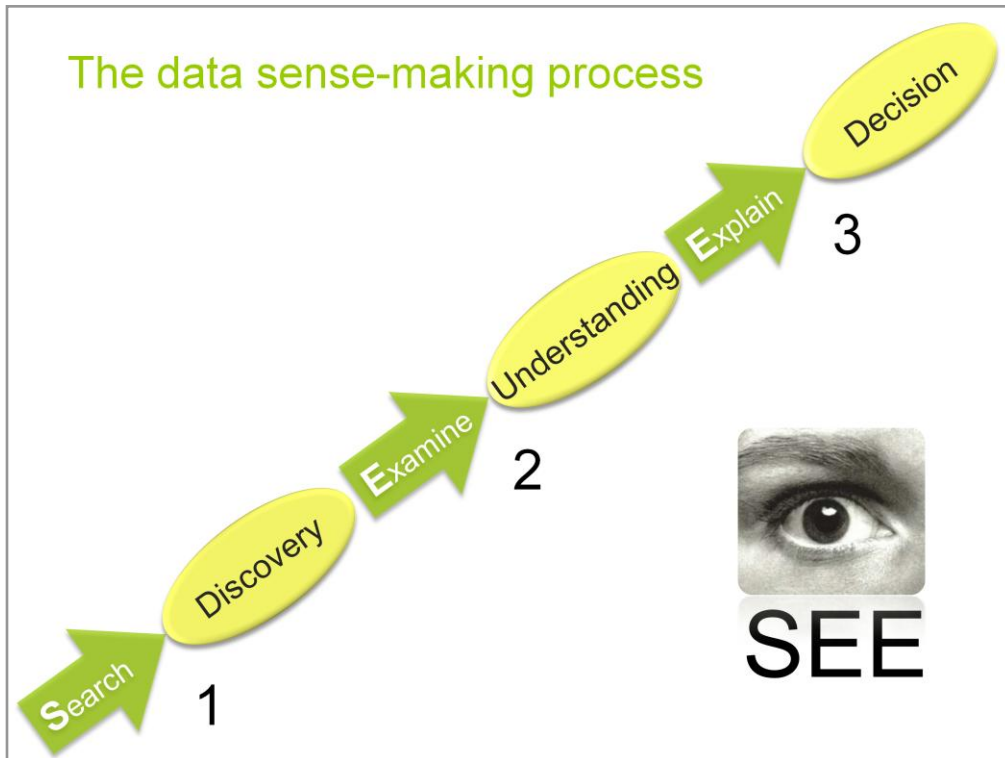 The data sense-making process
Search
Discovery
1
Examine
Understanding
2
Explain
Decision
3
SEE